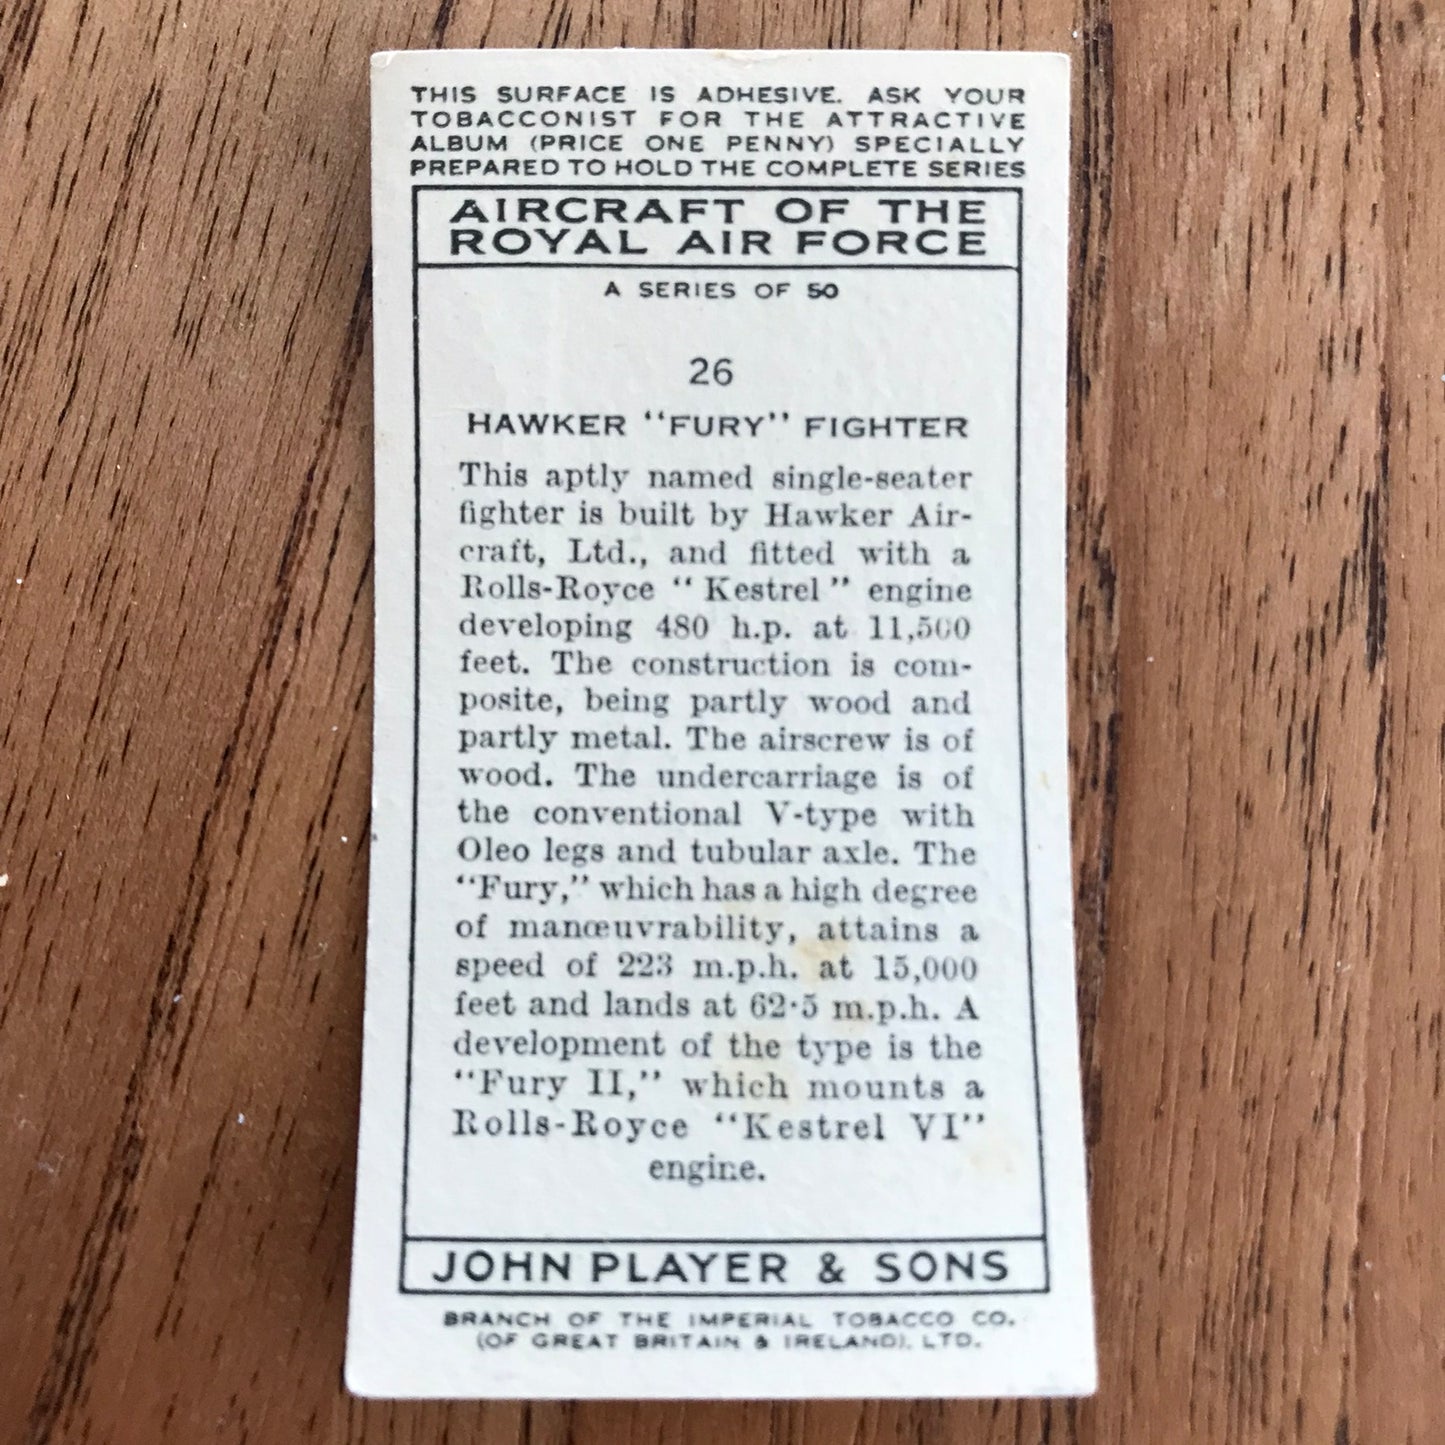 THIS SURFACE IS ADHESIVE. ASK YOUR
TOBACCONIST FOR THE ATTRACTIVE
ALBUM (PRICE ONE PENNY) SPECIALLY
PREPARED TO HOLD THE COMPLETE SERIES
AIRCRAFT OF THE
ROYAL AIR FORCE
A SERIES OF 50
26
HAWKER "FURY" FIGHTER
This aptly named single-seater
fighter is built by Hawker Air-
craft, Ltd., and fitted with a
Rolls-Royce "Kestrel" engine
developing 480 h.p. at 11,500
feet. The construction is com-
posite, being partly wood and
partly metal. The airscrew is of
wood. The undercarriage is of
the conventional V-type with
Oleo legs and tubular axle. The
"Fury," which has a high degree
of manœuvrability, attains a
speed of 223 m.p.h. at 15,000
feet and lands at 62·5 m.p.h. A
development of the type is the
"Fury II," which mounts a
Rolls-Royce "Kestrel VI"
engine.
JOHN PLAYER & SONS
BRANCH OF THE IMPERIAL TOBACCO CO.
(OF GREAT BRITAIN & IRELAND), LTD.